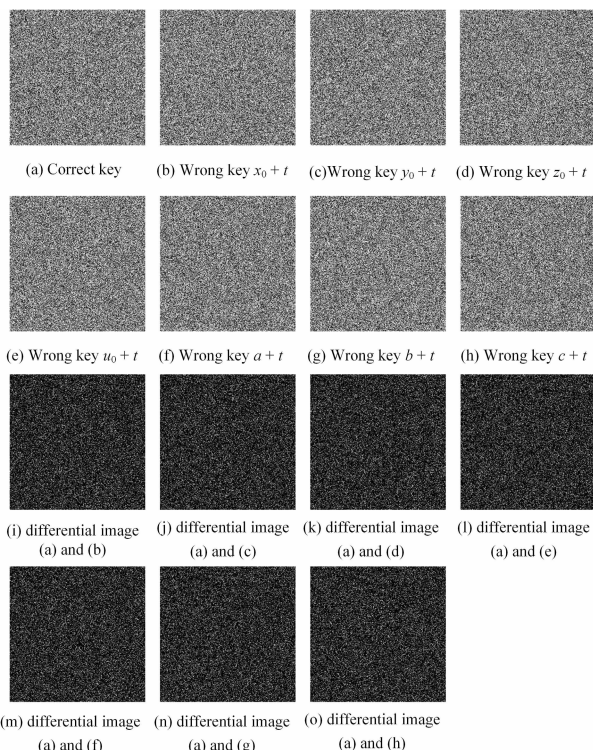 (a) Correct key
(b) Wrong key x₀ + t
(c)Wrong key y₀ + t
(d) Wrong key z₀ + t
(e) Wrong key u₀ + t
(f) Wrong key a + t
(g) Wrong key b + t
(h) Wrong key c + t
(i) differential image
(a) and (b)
(j) differential image
(a) and (c)
(k) differential image
(a) and (d)
(l) differential image
(a) and (e)
(m) differential image
(a) and (f)
(n) differential image
(a) and (g)
(o) differential image
(a) and (h)